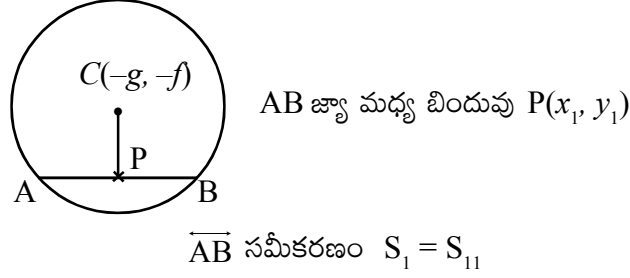 C(–g, –f)
AB జ్యా మధ్య బిందువు P(x₁, y₁)
P
A B
AB సమీకరణం S₁ = S₁₁